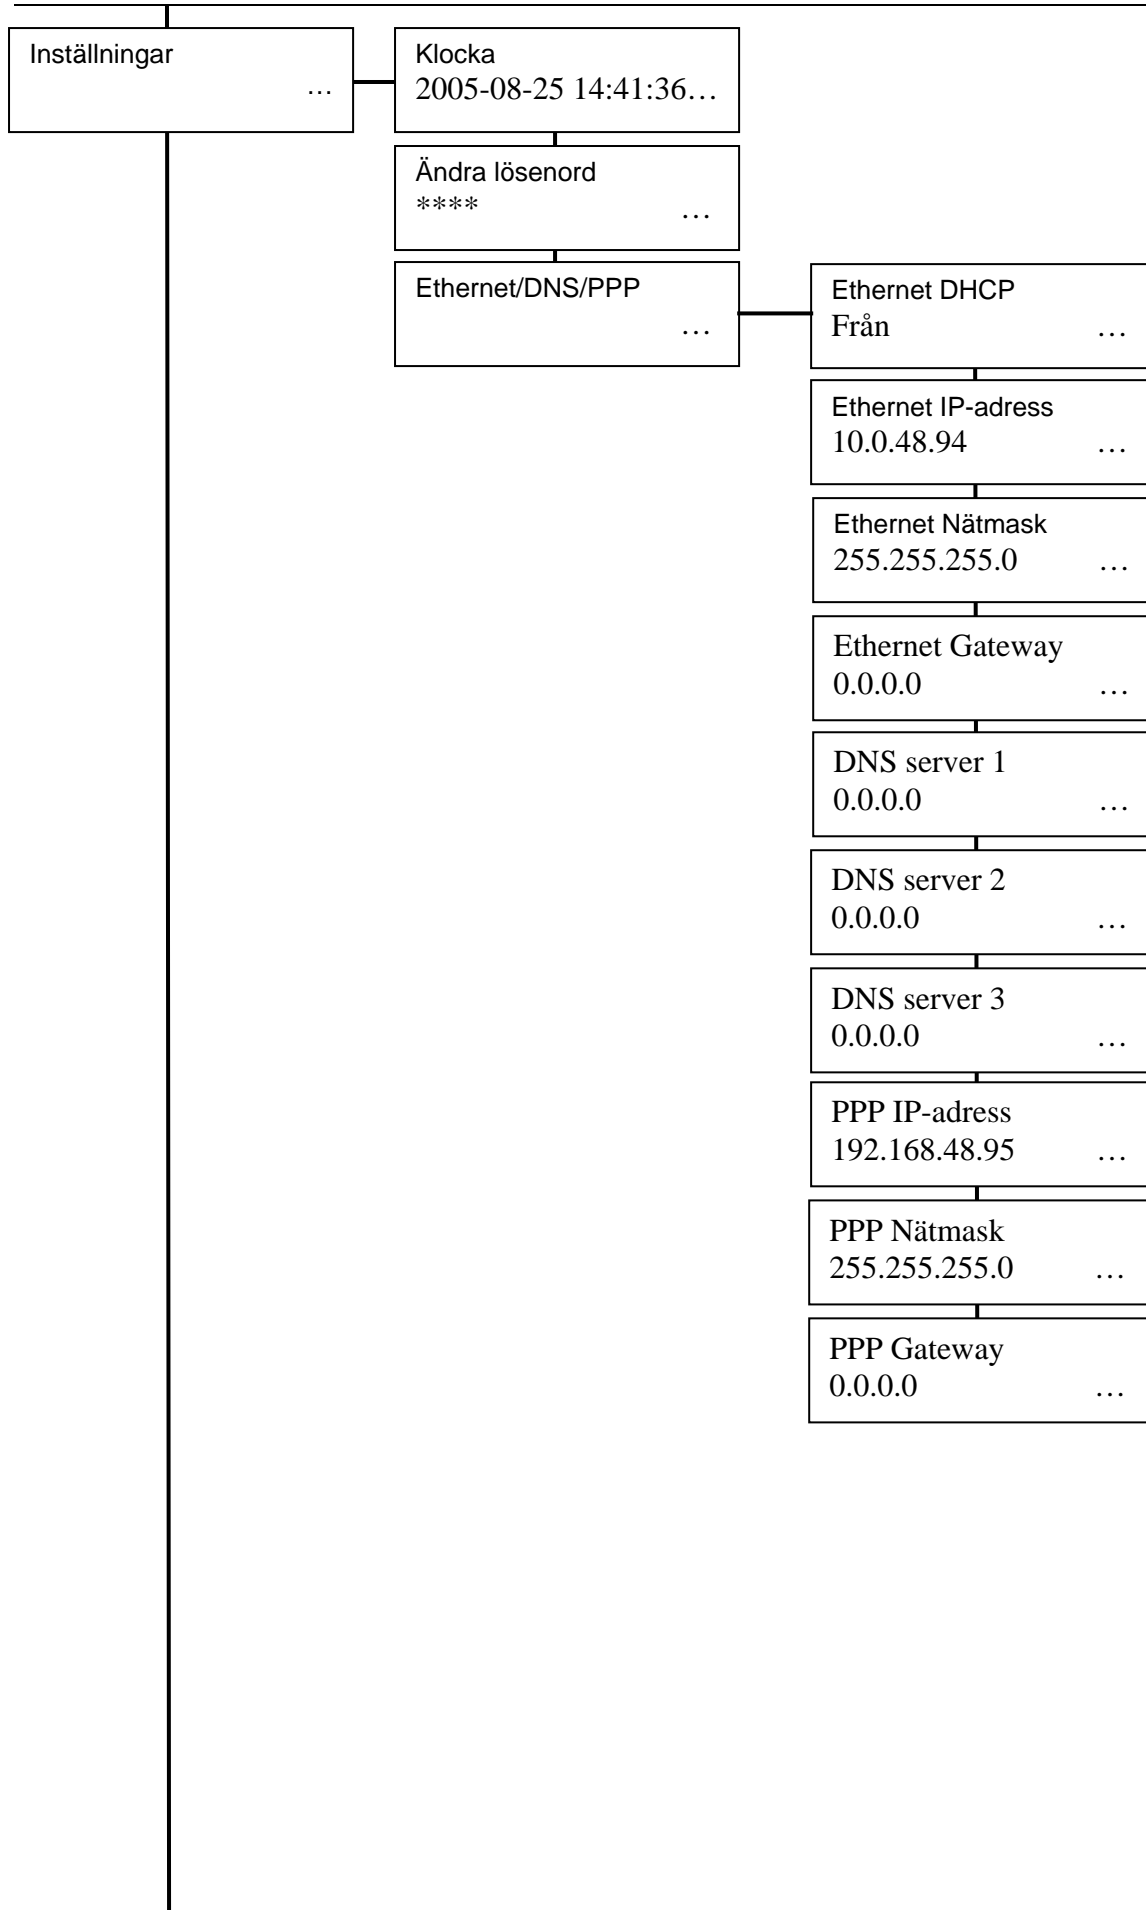 Inställningar
…
Klocka
2005-08-25 14:41:36…
Ändra lösenord
**** …
Ethernet/DNS/PPP
…
Ethernet DHCP
Från …
Ethernet IP-adress
10.0.48.94 …
Ethernet Nätmask
255.255.255.0 …
Ethernet Gateway
0.0.0.0 …
DNS server 1
0.0.0.0 …
DNS server 2
0.0.0.0 …
DNS server 3
0.0.0.0 …
PPP IP-adress
192.168.48.95 …
PPP Nätmask
255.255.255.0 …
PPP Gateway
0.0.0.0 …